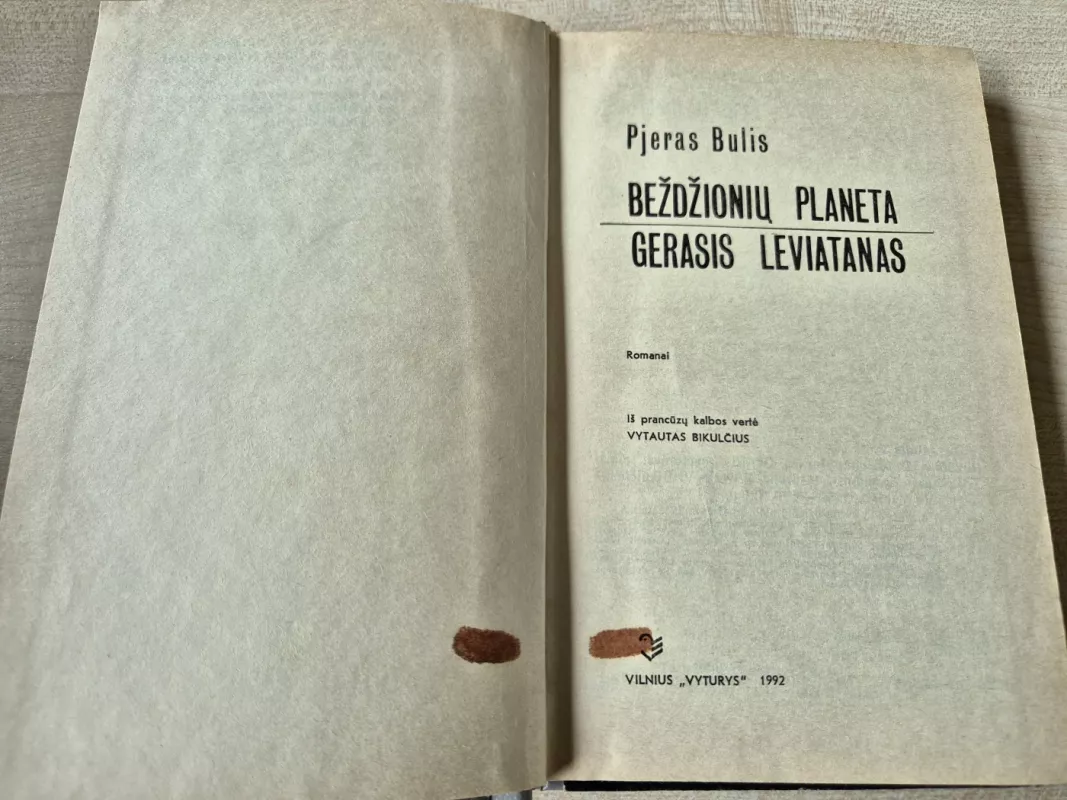 Pjeras Bulis
BEŽDŽIONIŲ PLANETA
GERASIS LEVIATANAS
Romanai
Iš prancūzų kalbos vertė
VYTAUTAS BIKULČIUS
VILNIUS „VYTURYS“ 1992